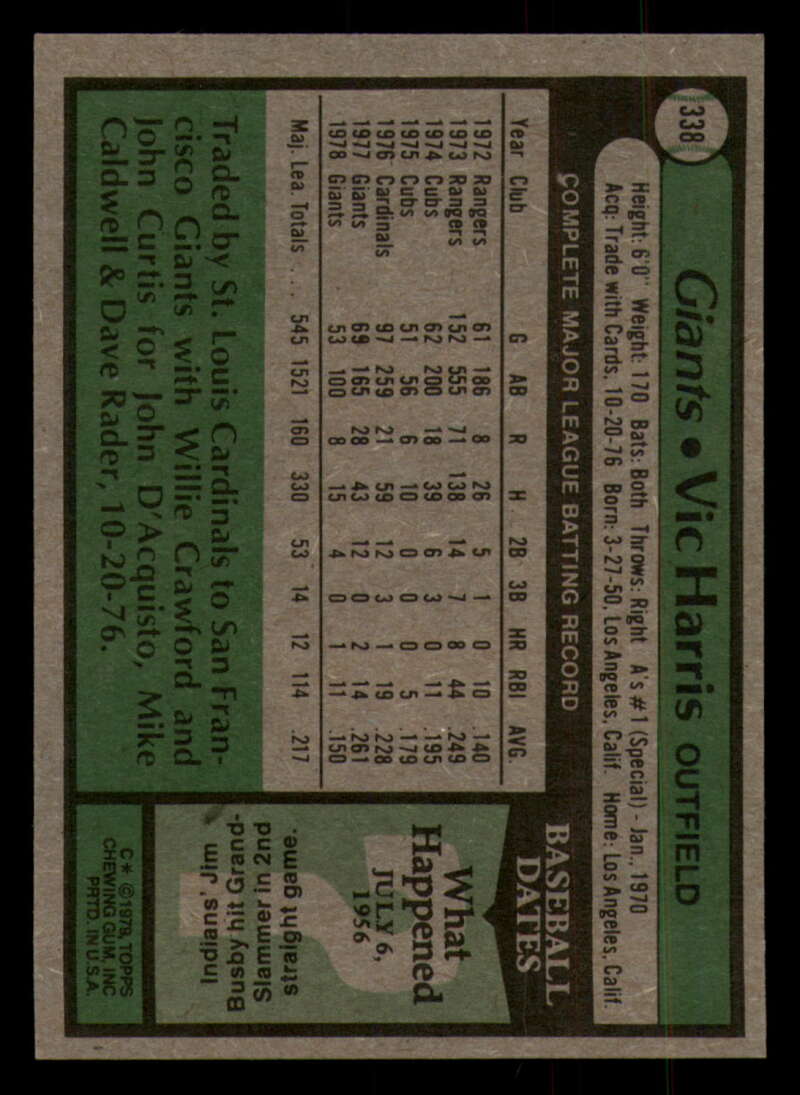 338
Giants • Vic Harris OUTFIELD
Height: 6'0" Weight: 170 Bats: Both Throws: Right A's #1 (Special) - Jan., 1970
Acq: Trade with Cards, 10-20-76 Born: 3-27-50, Los Angeles, Calif. Home: Los Angeles, Calif.
COMPLETE MAJOR LEAGUE BATTING RECORD
Year Club G AB R H 2B 3B HR RBI AVG.
1972 Rangers 61 186 8 26 5 1 0 10 .140
1973 Rangers 152 555 71 138 14 7 8 44 .249
1974 Cubs 62 200 18 39 6 3 0 11 .195
1975 Cubs 51 56 6 10 0 0 0 5 .179
1976 Cardinals 97 259 21 59 12 3 1 19 .228
1977 Giants 69 165 28 43 12 0 2 14 .261
1978 Giants 53 100 8 15 4 0 1 11 .150
Maj. Lea. Totals . . . 545 1521 160 330 53 14 12 114 .217
Traded by St. Louis Cardinals to San Fran-
cisco Giants with Willie Crawford and
John Curtis for John D'Acquisto, Mike
Caldwell & Dave Rader, 10-20-76.
BASEBALL
DATES
What
Happened
JULY 6,
1956
Indians' Jim
Busby hit Grand-
Slammer in 2nd
straight game.
C* ©1979, TOPPS
CHEWING GUM, INC
PRTD. IN U.S.A.